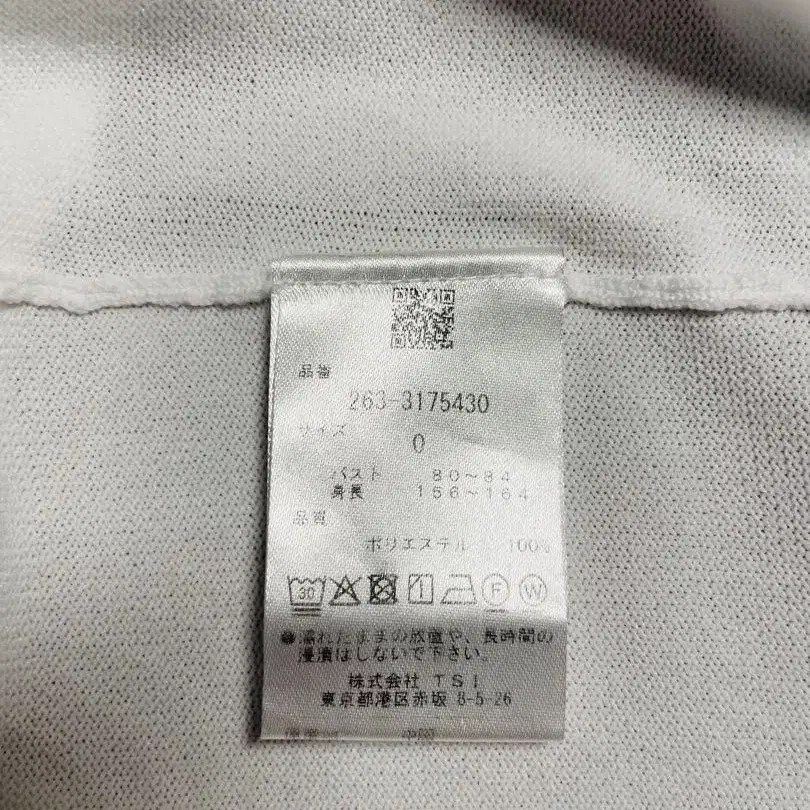 品番
263-3175430
サイズ
0
バスト 80~84
身長 156~164
品質
ポリエステル 100%
30 1 F W
●濡れたままの放置や、長時間の
浸漬はしないで下さい。
株式会社 TSI
東京都港区赤坂 8-5-26